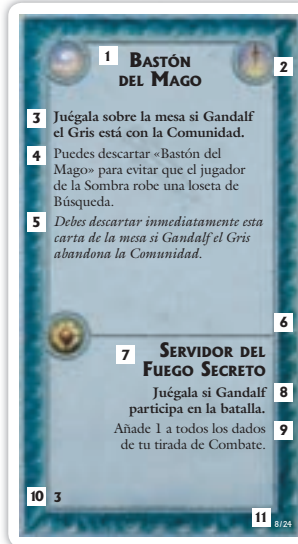 1 BASTÓN
DEL MAGO
2
3 Juégala sobre la mesa si Gandalf
el Gris está con la Comunidad.
4 Puedes descartar «Bastón del
Mago» para evitar que el jugador
de la Sombra robe una loseta de
Búsqueda.
5 Debes descartar inmediatamente esta
carta de la mesa si Gandalf el Gris
abandona la Comunidad.
6
7 SERVIDOR DEL
FUEGO SECRETO
Juégala si Gandalf 8
participa en la batalla.
Añade 1 a todos los dados 9
de tu tirada de Combate.
10 3
11 8/24